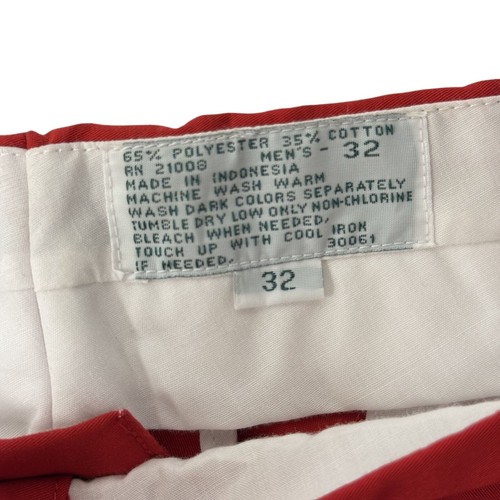 65% POLYESTER 35% COTTON
RN 21008 MEN'S - 32
MADE IN INDONESIA
MACHINE WASH WARM
WASH DARK COLORS SEPARATELY
TUMBLE DRY LOW ONLY NON-CHLORINE
BLEACH WHEN NEEDED,
TOUCH UP WITH COOL IRON
IF NEEDED, 30061
32